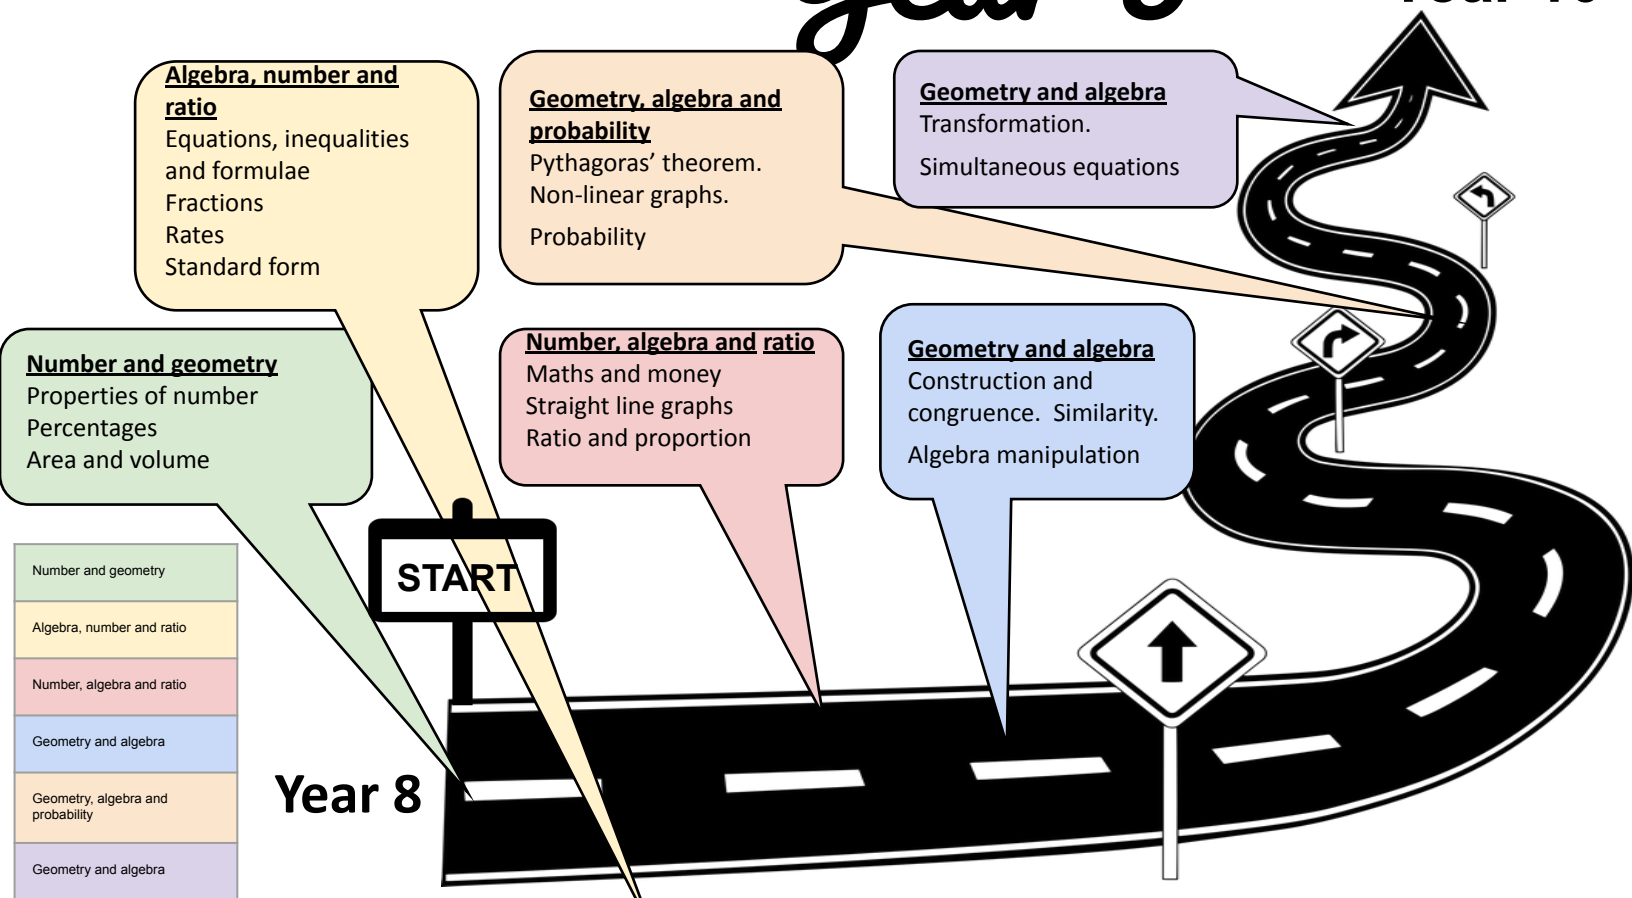 Algebra, number and
ratio
Equations, inequalities
and formulae
Fractions
Rates
Standard form
Geometry, algebra and
probability
Pythagoras’ theorem.
Non-linear graphs.
Probability
Geometry and algebra
Transformation.
Simultaneous equations
Number and geometry
Properties of number
Percentages
Area and volume
Number, algebra and ratio
Maths and money
Straight line graphs
Ratio and proportion
Geometry and algebra
Construction and
congruence.  Similarity.
Algebra manipulation
START
Number and geometry
Algebra, number and ratio
Number, algebra and ratio
Geometry and algebra
Geometry, algebra and
probability
Geometry and algebra
Year 8